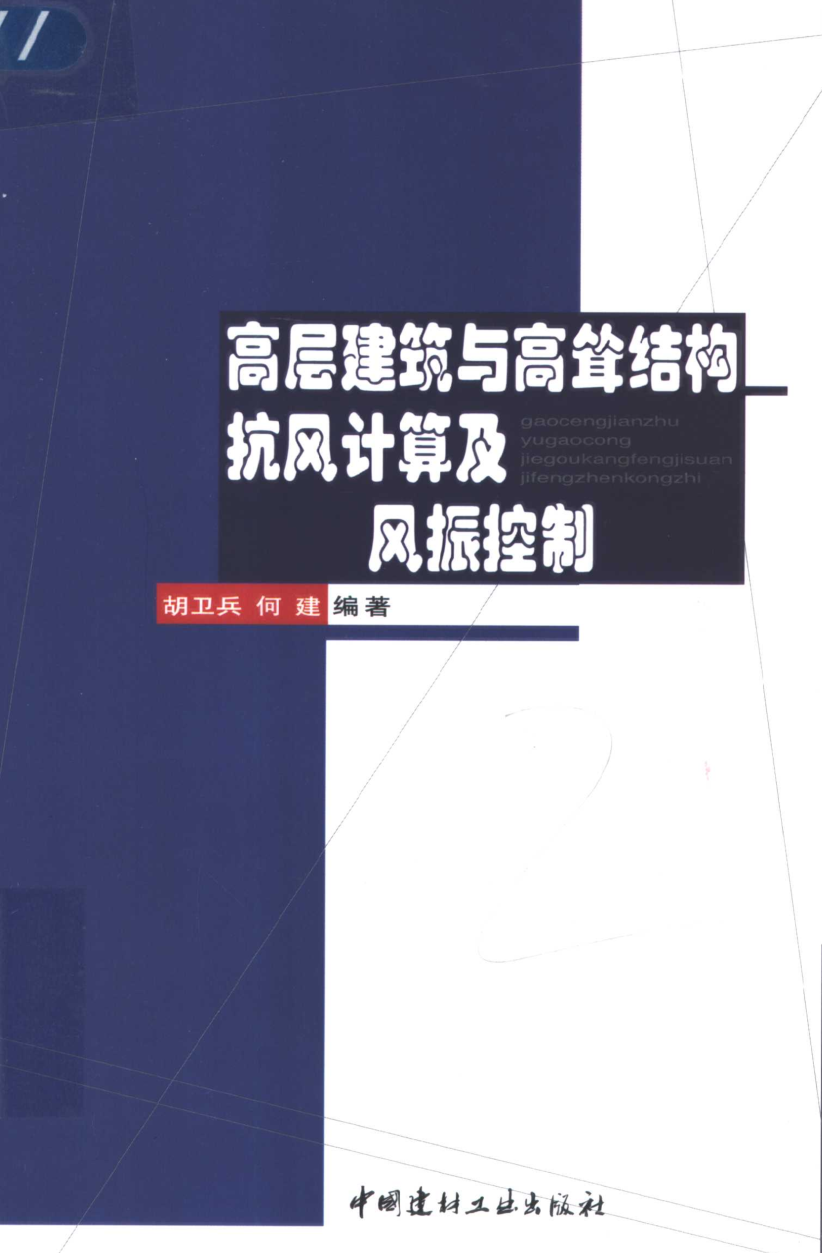 高层建筑与高耸结构
抗风计算及
gaocengjianzhu
yugaocong
jiegoukangfengjisuan
jifengzhenkongzhi
风振控制
胡卫兵 何 建 编著
中国建材工业出版社